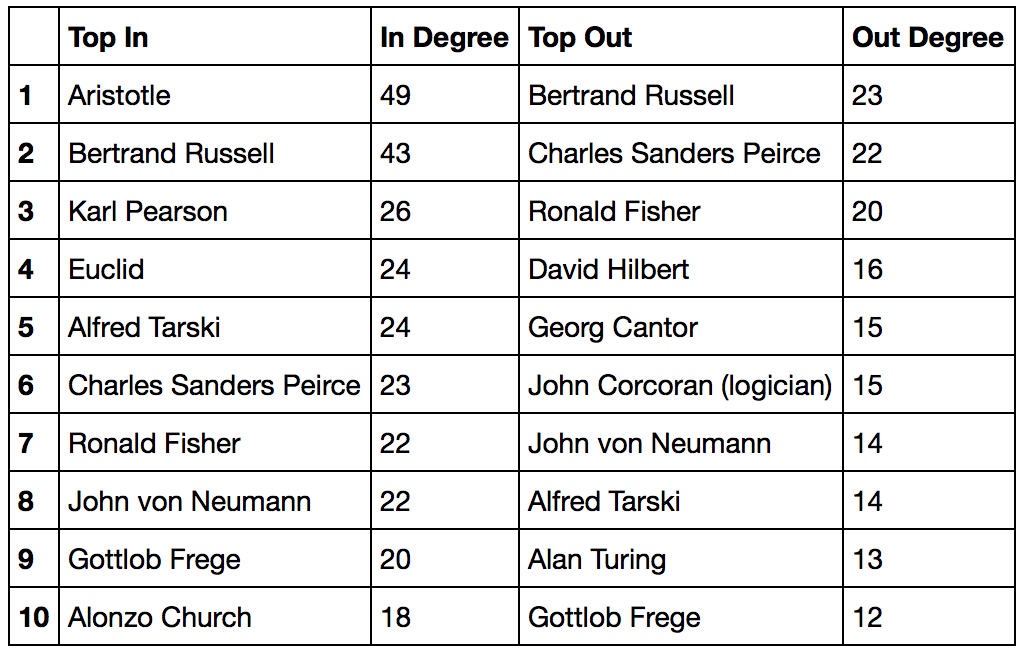 Top In In Degree Top Out Out Degree
1 Aristotle 49 Bertrand Russell 23
2 Bertrand Russell 43 Charles Sanders Peirce 22
3 Karl Pearson 26 Ronald Fisher 20
4 Euclid 24 David Hilbert 16
5 Alfred Tarski 24 Georg Cantor 15
6 Charles Sanders Peirce 23 John Corcoran (logician) 15
7 Ronald Fisher 22 John von Neumann 14
8 John von Neumann 22 Alfred Tarski 14
9 Gottlob Frege 20 Alan Turing 13
10 Alonzo Church 18 Gottlob Frege 12